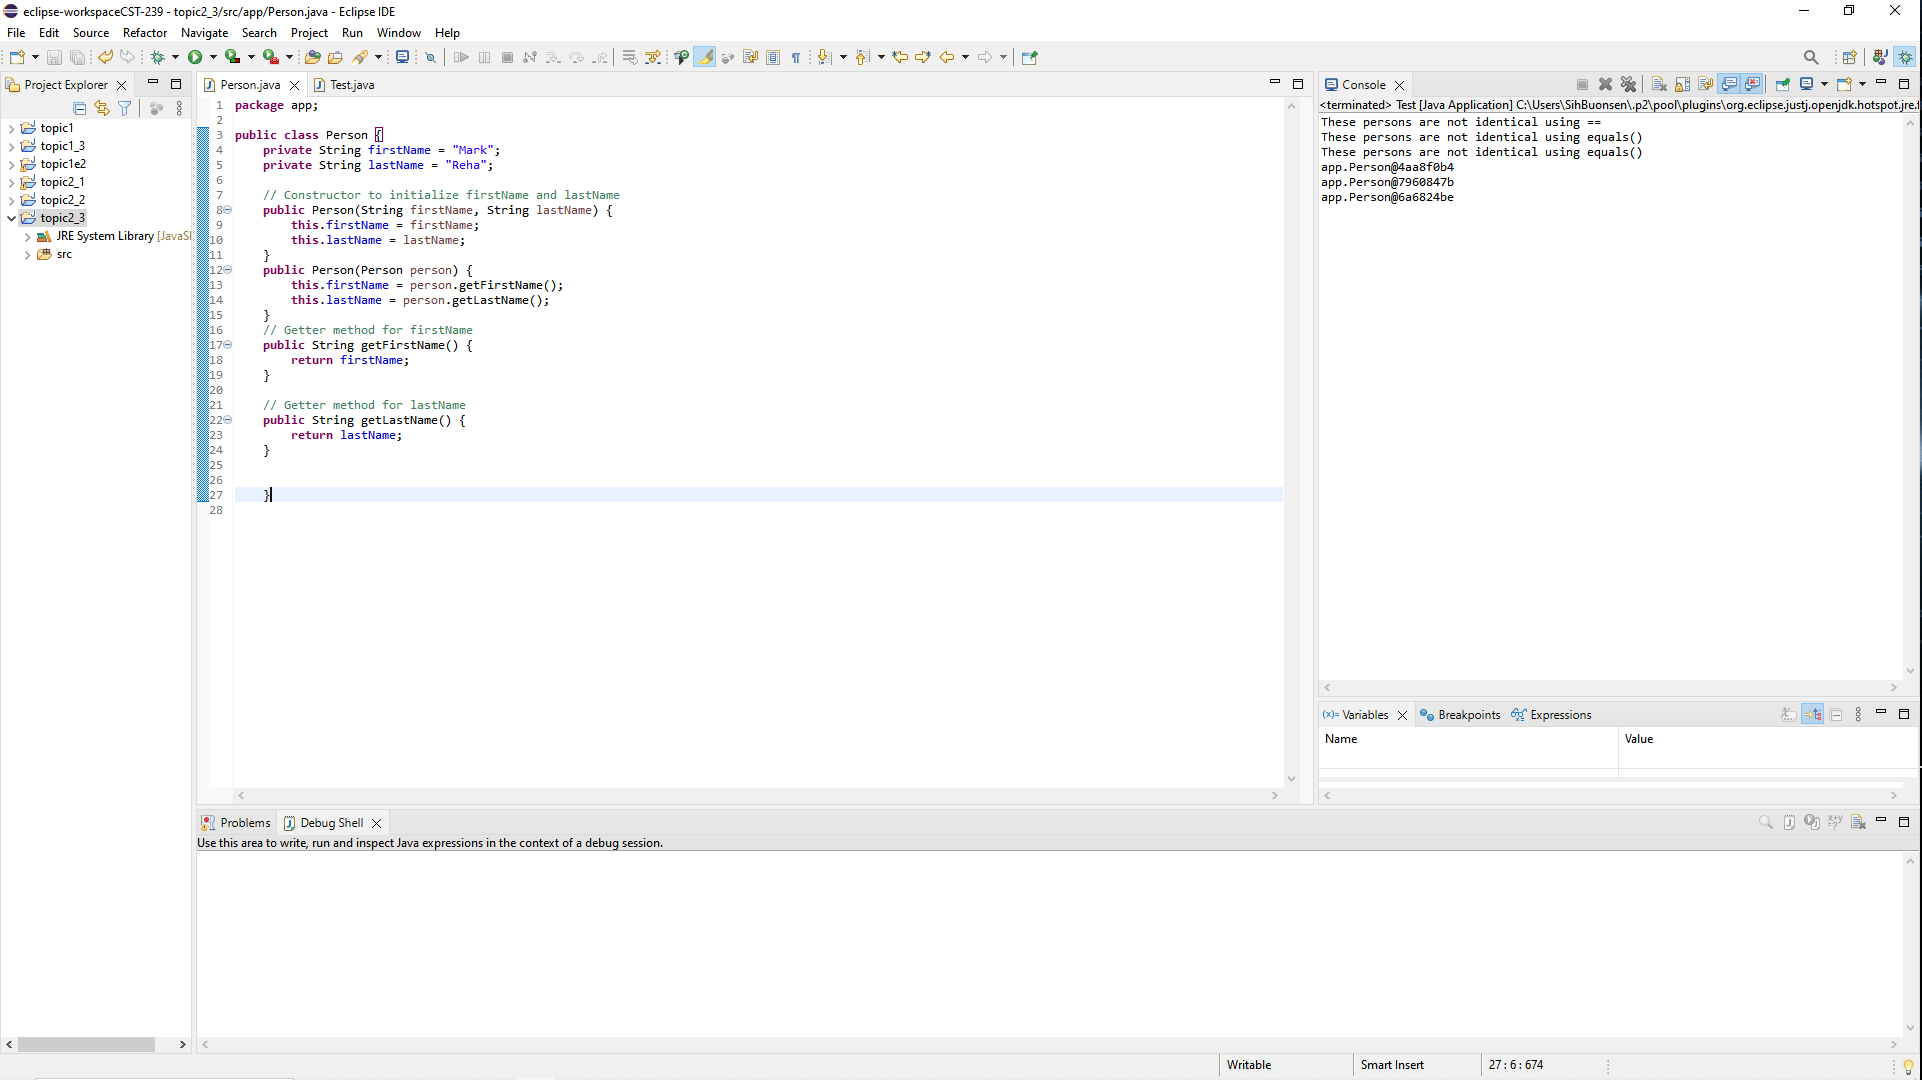 eclipse-workspaceCST-239 - topic2_3/src/app/Person.java - Eclipse IDE
File Edit Source Refactor Navigate Search Project Run Window Help
Project Explorer
topic1
topic1_3
topic1e2
topic2_1
topic2_2
topic2_3
JRE System Library [JavaSI
src
Person.java Test.java
1 package app;
2
3 public class Person {
4 private String firstName = "Mark";
5 private String lastName = "Reha";
6
7 // Constructor to initialize firstName and lastName
8 public Person(String firstName, String lastName) {
9 this.firstName = firstName;
10 this.lastName = lastName;
11 }
12 public Person(Person person) {
13 this.firstName = person.getFirstName();
14 this.lastName = person.getLastName();
15 }
16 // Getter method for firstName
17 public String getFirstName() {
18 return firstName;
19 }
20
21 // Getter method for lastName
22 public String getLastName() {
23 return lastName;
24 }
25
26
27 }
28
Console
<terminated> Test [Java Application] C:\Users\SihBuonsen\.p2\pool\plugins\org.eclipse.justj.openjdk.hotspot.jre.f
These persons are not identical using ==
These persons are not identical using equals()
These persons are not identical using equals()
app.Person@4aa8f0b4
app.Person@7960847b
app.Person@6a6824be
(x)= Variables Breakpoints Expressions
Name Value
Problems Debug Shell
Use this area to write, run and inspect Java expressions in the context of a debug session.
Writable Smart Insert 27 : 6 : 674